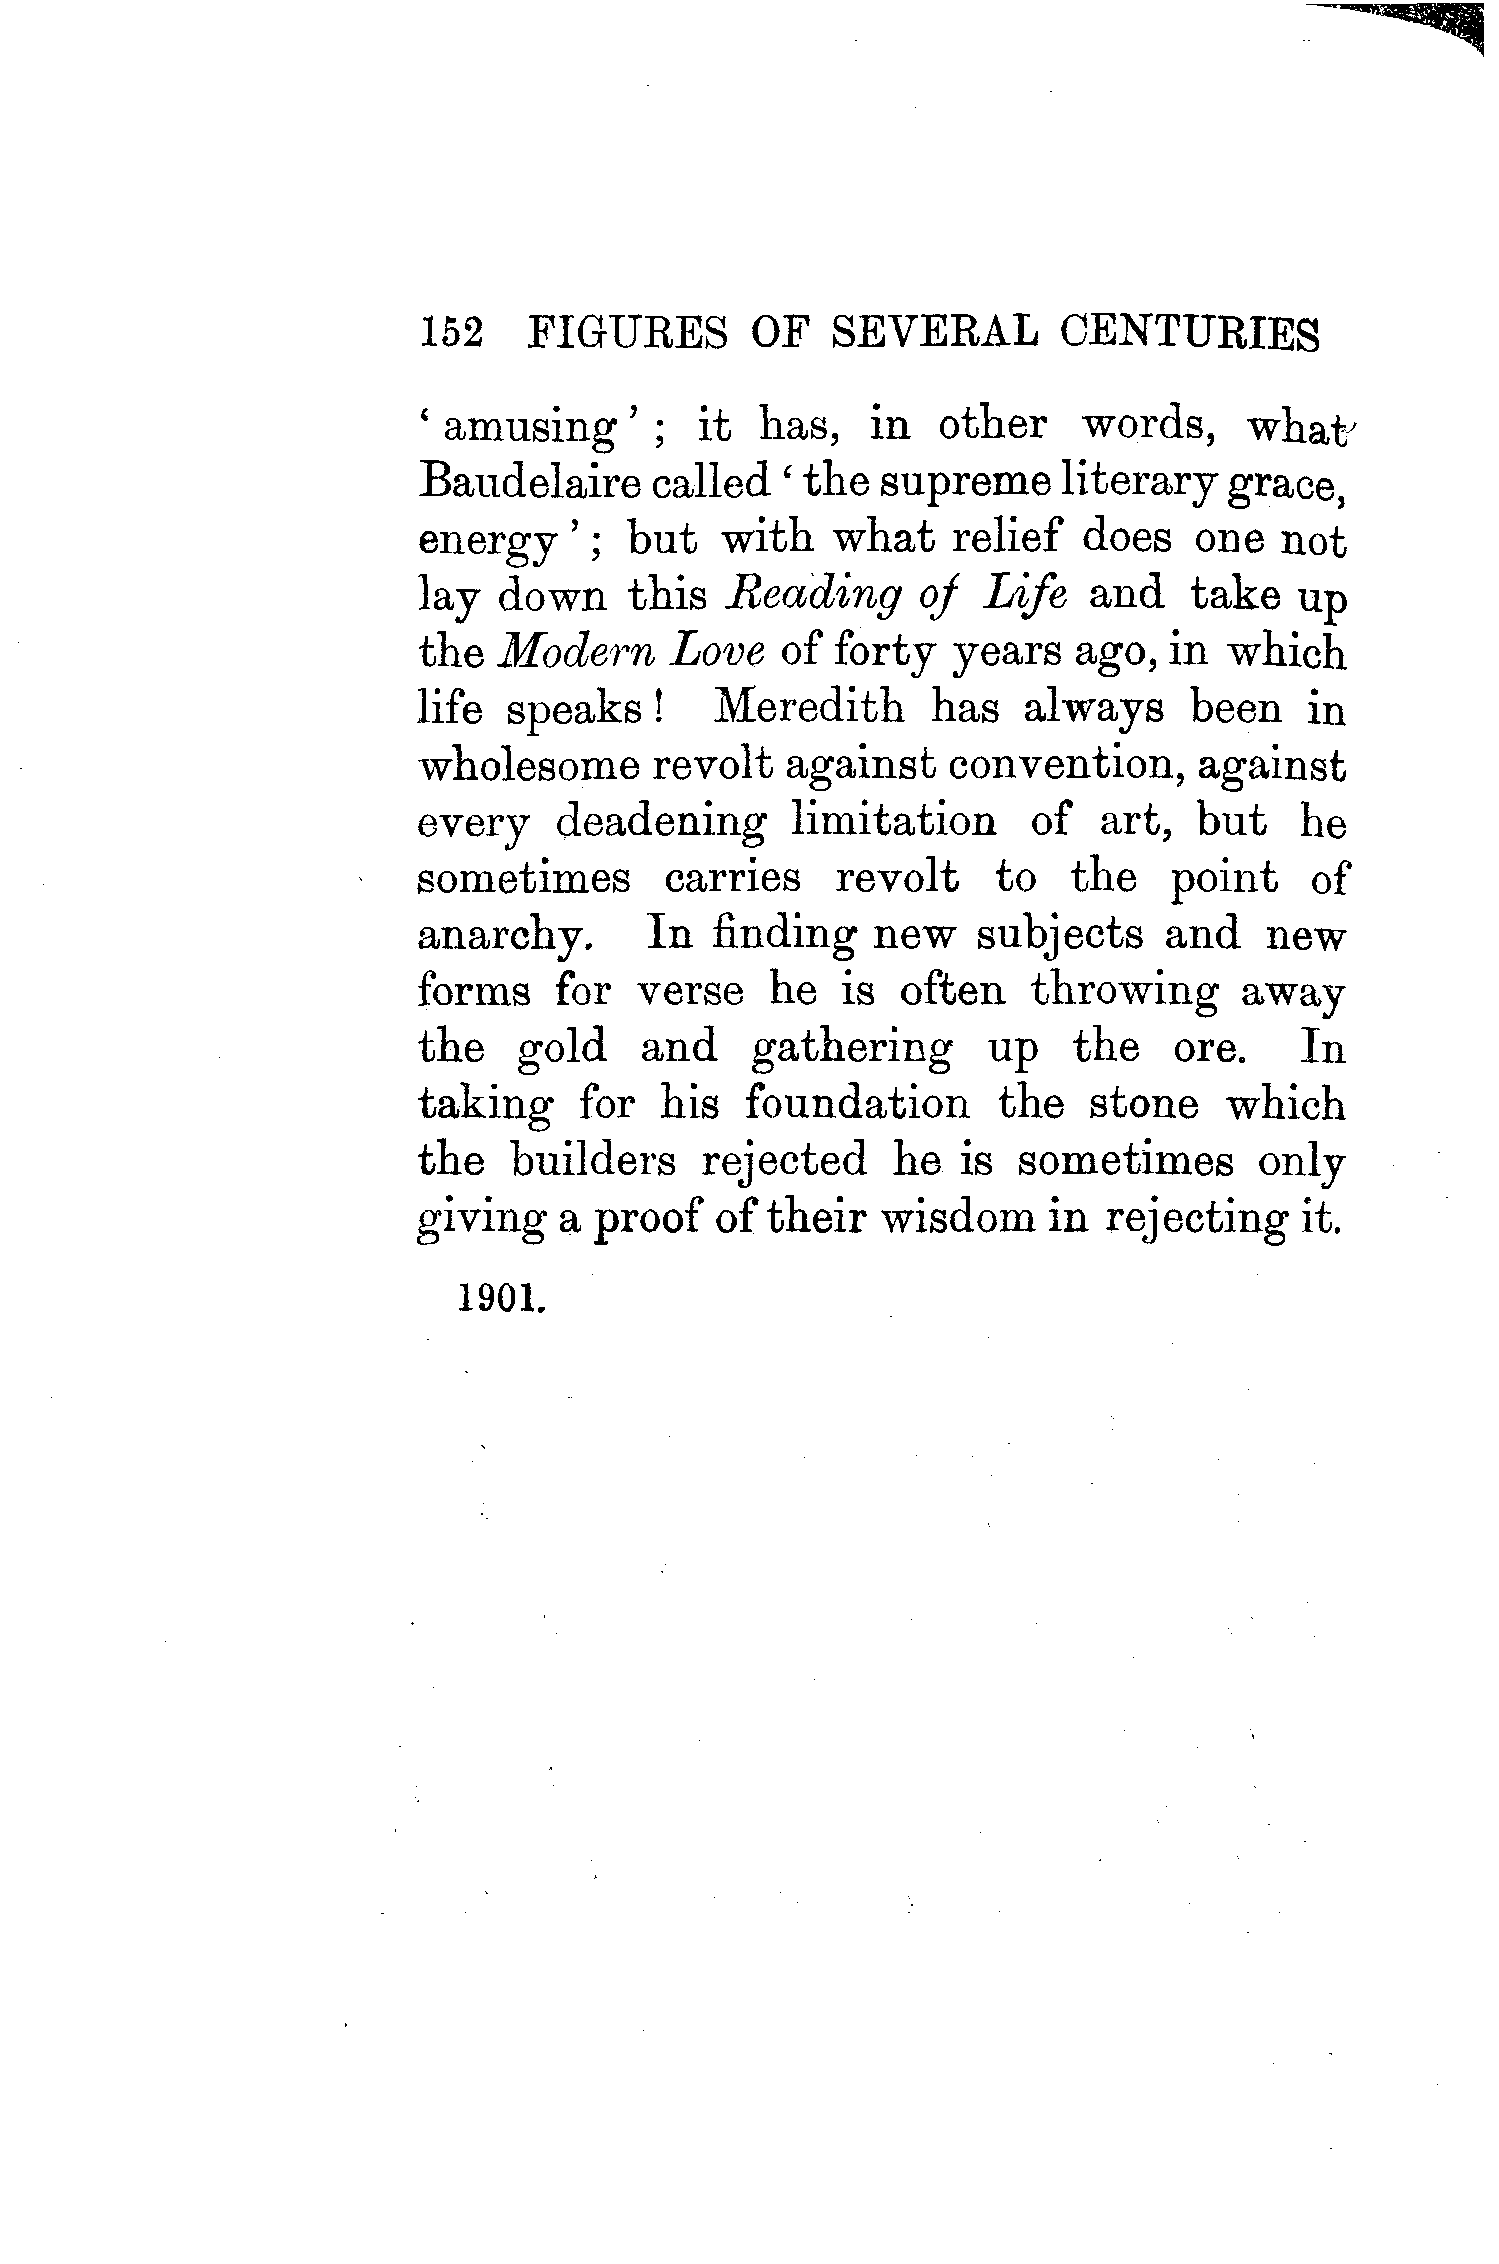 152 FIGURES OF SEVERAL CENTURIES
‘ amusing ’ ; it has, in other words, what
Baudelaire called ‘ the supreme literary grace,
energy ’ ; but with what relief does one not
lay down this Reading of Life and take up
the Modern Love of forty years ago, in which
life speaks ! Meredith has always been in
wholesome revolt against convention, against
every deadening limitation of art, but he
sometimes carries revolt to the point of
anarchy. In finding new subjects and new
forms for verse he is often throwing away
the gold and gathering up the ore. In
taking for his foundation the stone which
the builders rejected he is sometimes only
giving a proof of their wisdom in rejecting it.
1901.